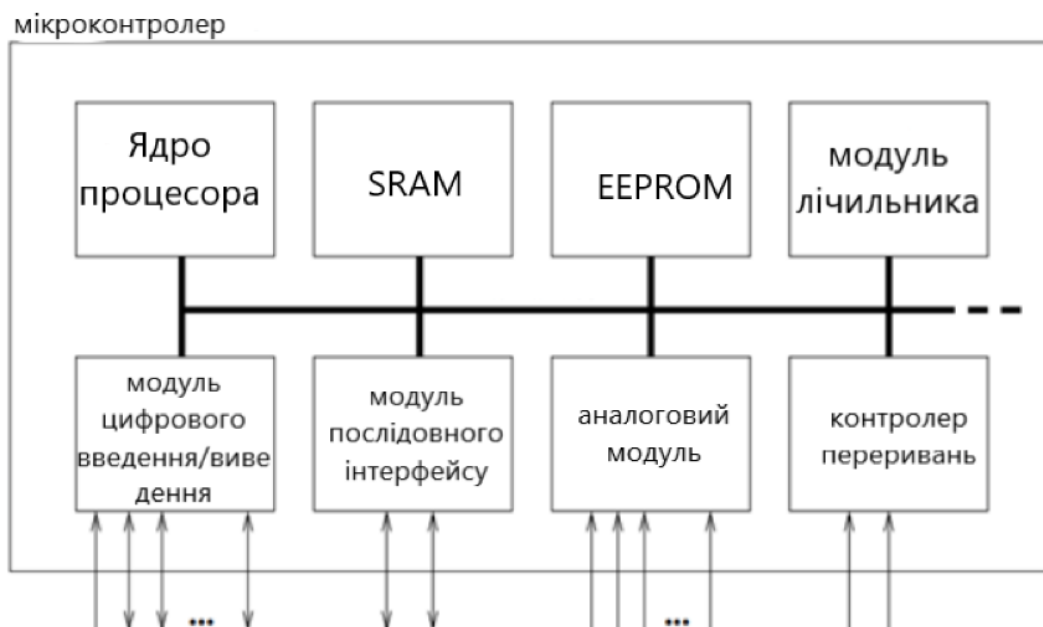 мікроконтролер
Ядро
процесора
SRAM
EEPROM
модуль
лічильника
модуль
цифрового
введення/виве
дення
модуль
послідовного
інтерфейсу
аналоговий
модуль
контролер
переривань
...
...